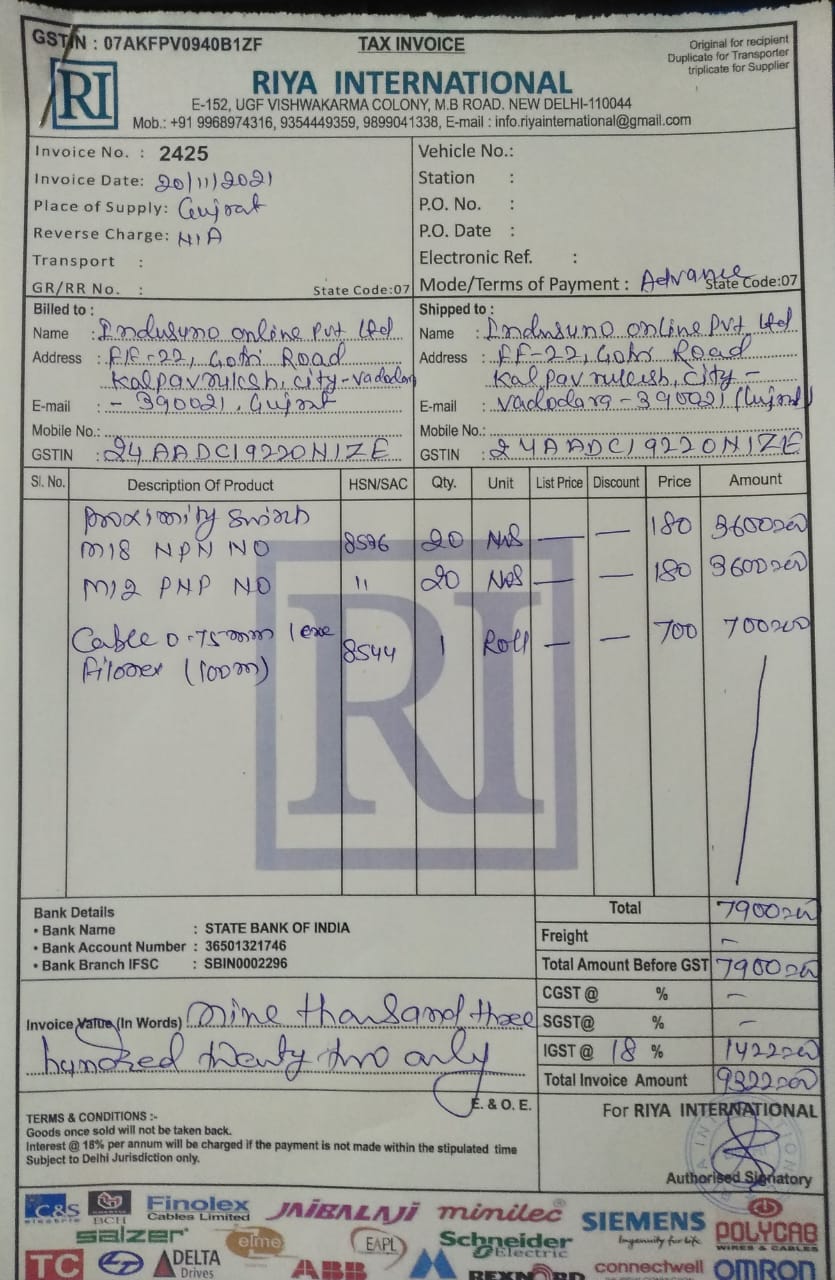 GSTIN : 07AKFPV0940B1ZF
TAX INVOICE
Original for recipient
Duplicate for Transporter
triplicate for Supplier
RI
RIYA INTERNATIONAL
E-152, UGF VISHWAKARMA COLONY, M.B ROAD. NEW DELHI-110044
Mob.: +91 9968974316, 9354449359, 9899041338, E-mail : info.riyainternational@gmail.com
Invoice No. : 2425
Invoice Date: 20/11/2021
Place of Supply: Gujrat
Reverse Charge: N/A
Transport :
GR/RR No. : State Code:07
Vehicle No.:
Station :
P.O. No. :
P.O. Date :
Electronic Ref. :
Mode/Terms of Payment : Advance State Code:07
Billed to :
Name : Indusuno online Pvt Ltd
Address : FF-22, Gotri Road
Kalpavruksh, city-Vadodara
E-mail : - 390021, Gujrat
Mobile No.:
GSTIN : 24AADCI9220N1ZE
Shipped to :
Name : Indusuno online Pvt Ltd
Address : FF-22, Gotri Road
Kalpavruksh, City -
E-mail : Vadodara-390021 (Gujrat)
Mobile No.:
GSTIN : 24AADCI9220N1ZE
Sl. No. Description Of Product HSN/SAC Qty. Unit List Price Discount Price Amount
Proximity Switch
M18 NPN NO 8536 20 Nos — — 180 3600=00
M12 PNP NO 11 20 Nos — — 180 3600=00
Cable 0.75mm 1 core 8544 1 Roll — — 700 700=00
(100m)
RI
Bank Details
• Bank Name : STATE BANK OF INDIA
• Bank Account Number : 36501321746
• Bank Branch IFSC : SBIN0002296
Total 7900=00
Freight –
Total Amount Before GST 7900=00
CGST @ % –
SGST@ % –
IGST @ 18 % 1422=00
Total Invoice Amount 9322=00
Invoice Value (In Words) Nine thousand three
hundred twenty two only
E. & O. E.
TERMS & CONDITIONS :-
Goods once sold will not be taken back.
Interest @ 18% per annum will be charged if the payment is not made within the stipulated time
Subject to Delhi Jurisdiction only.
For RIYA INTERNATIONAL
Authorised Signatory
C&S electric
BCH
Finolex Cables Limited
JAIBALAJI
minilec
SIEMENS
Ingenuity for life
POLYCAB
WIRES & CABLES
salzer
elmex
EAPL
Schneider Electric
TC
DELTA
Drives
ABB
REXNORD
connectwell
OMRON